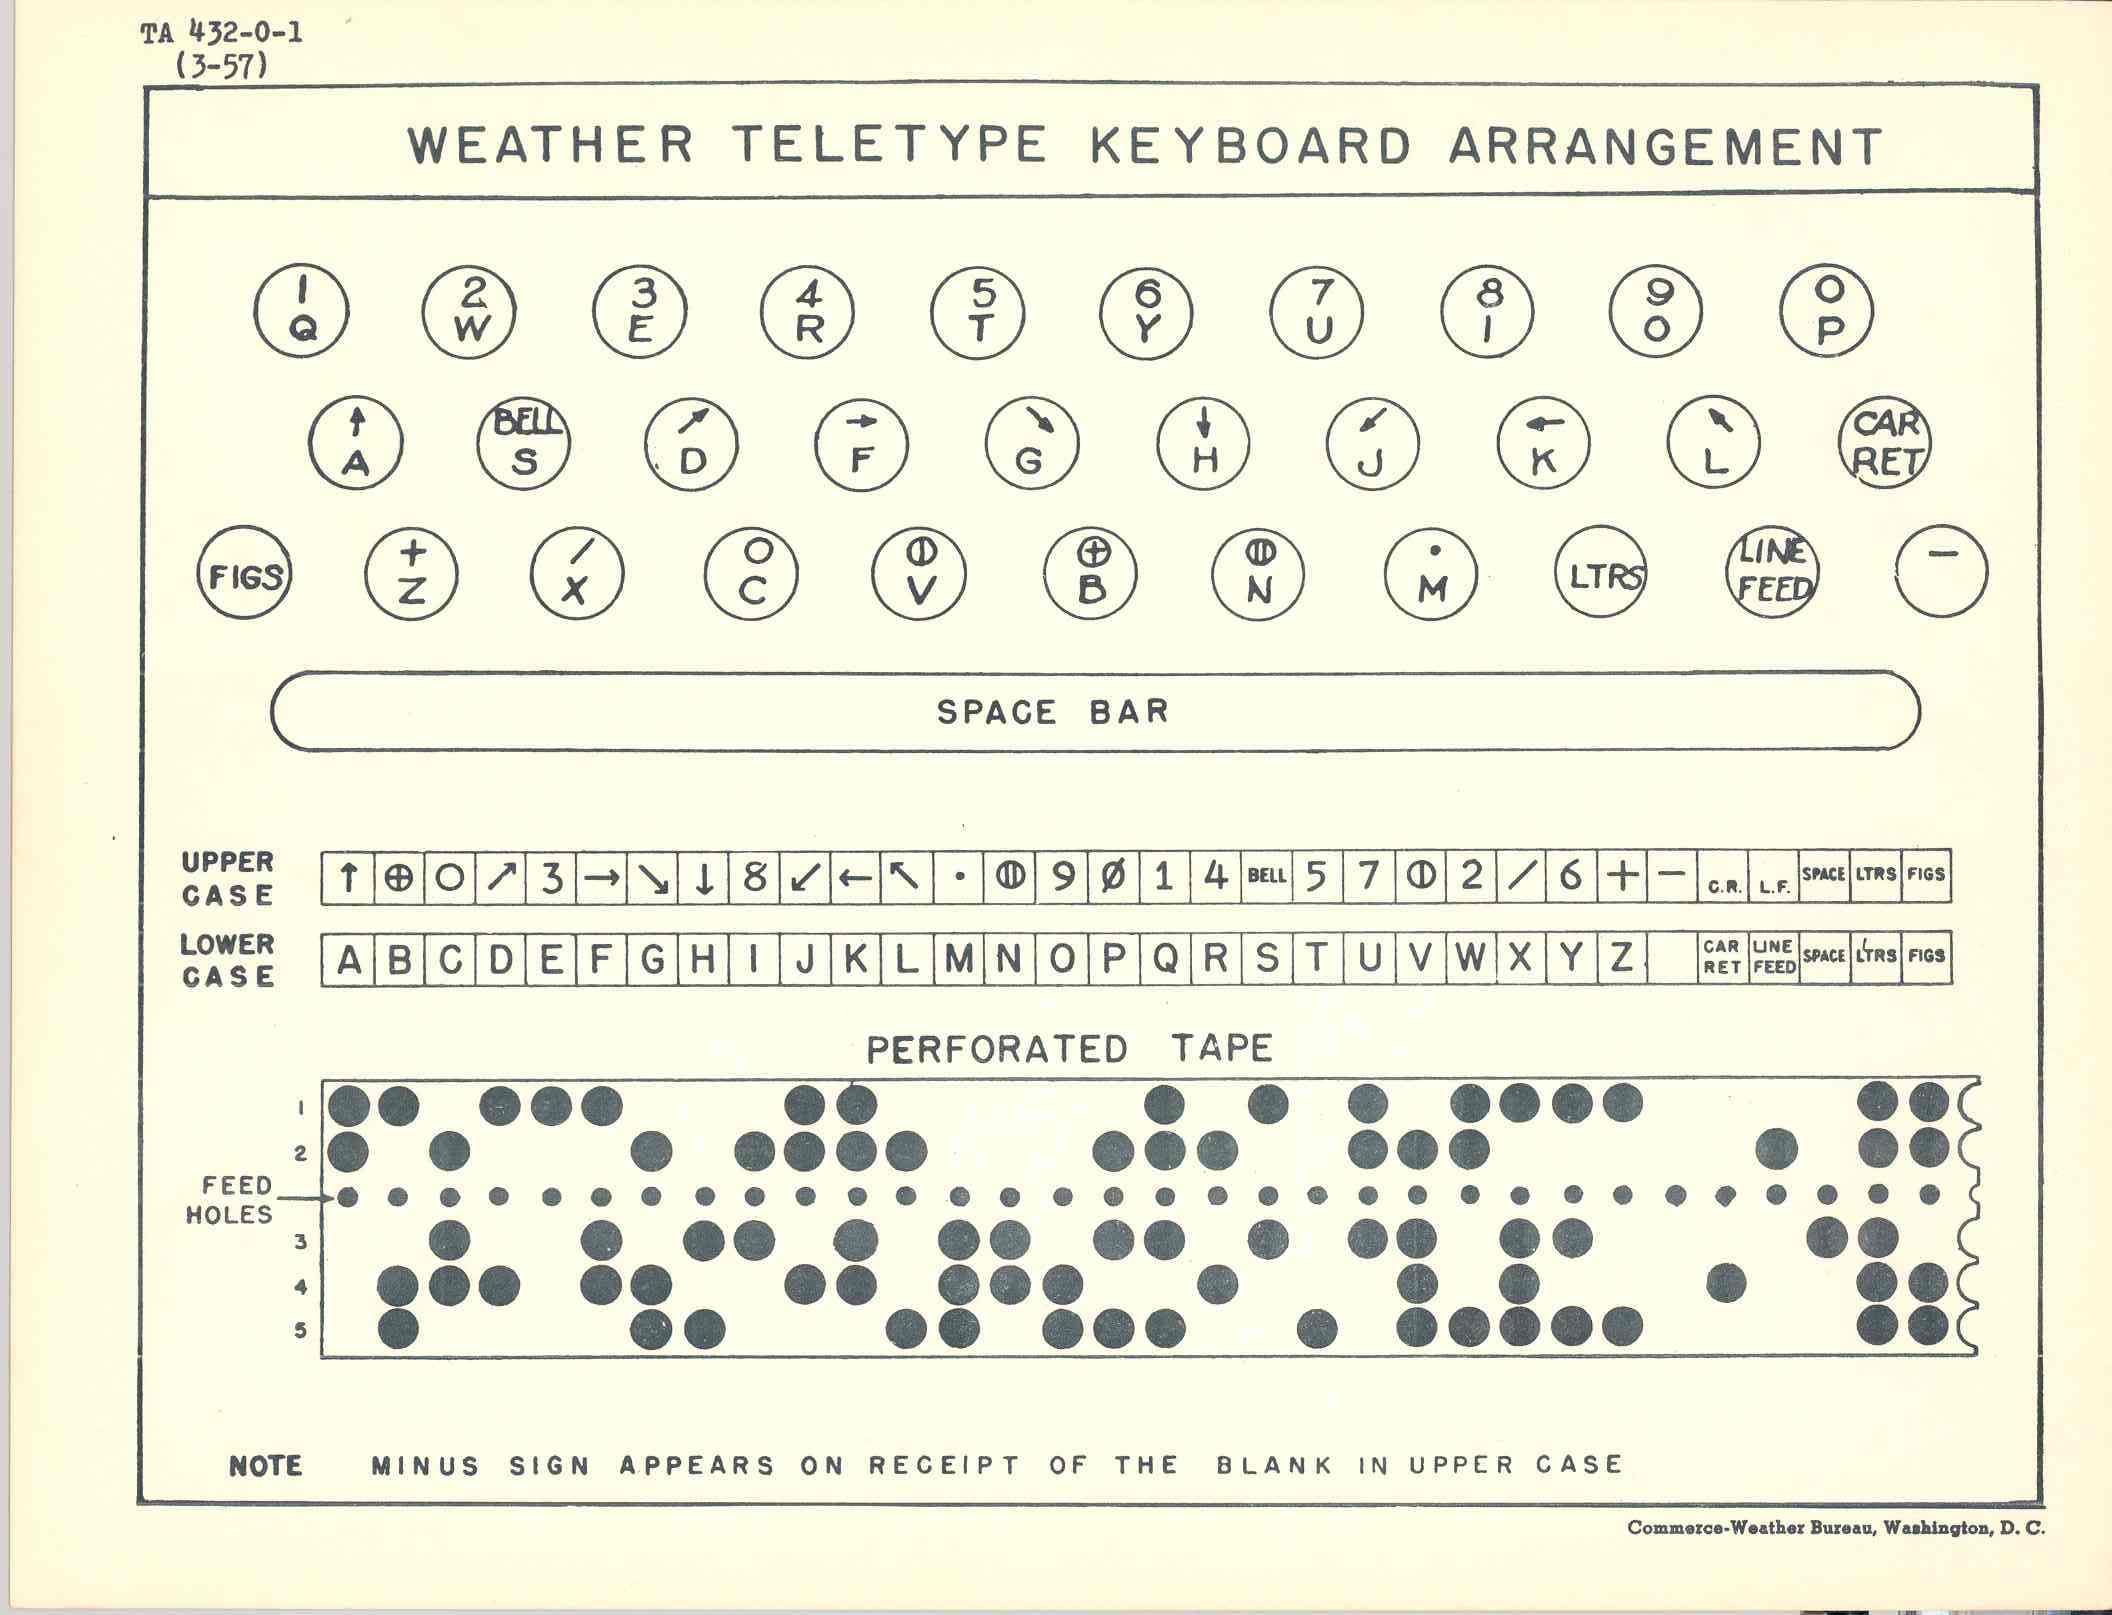 TA 432-0-1
(3-57)
WEATHER TELETYPE KEYBOARD ARRANGEMENT
1 2 3 4 5 6 7 8 9 0
Q W E R T Y U I O P
↑ BELL ↗ → ↘ ↓ ↙ ← ↖ CAR
A S D F G H J K L RET
+ / ○ ⦶ ⊕ ⦷ • LINE —
FIGS Z X C V B N M LTRS FEED
SPACE BAR
UPPER CASE ↑ ⊕ ○ ↗ 3 → ↘ ↓ 8 ↙ ← ↖ • ⦷ 9 Ø 1 4 BELL 5 7 ⦶ 2 / 6 + — C.R. L.F. SPACE LTRS FIGS
LOWER CASE A B C D E F G H I J K L M N O P Q R S T U V W X Y Z CAR RET LINE FEED SPACE LTRS FIGS
PERFORATED TAPE
1
2
FEED
HOLES
3
4
5
NOTE MINUS SIGN APPEARS ON RECEIPT OF THE BLANK IN UPPER CASE
Commerce-Weather Bureau, Washington, D. C.